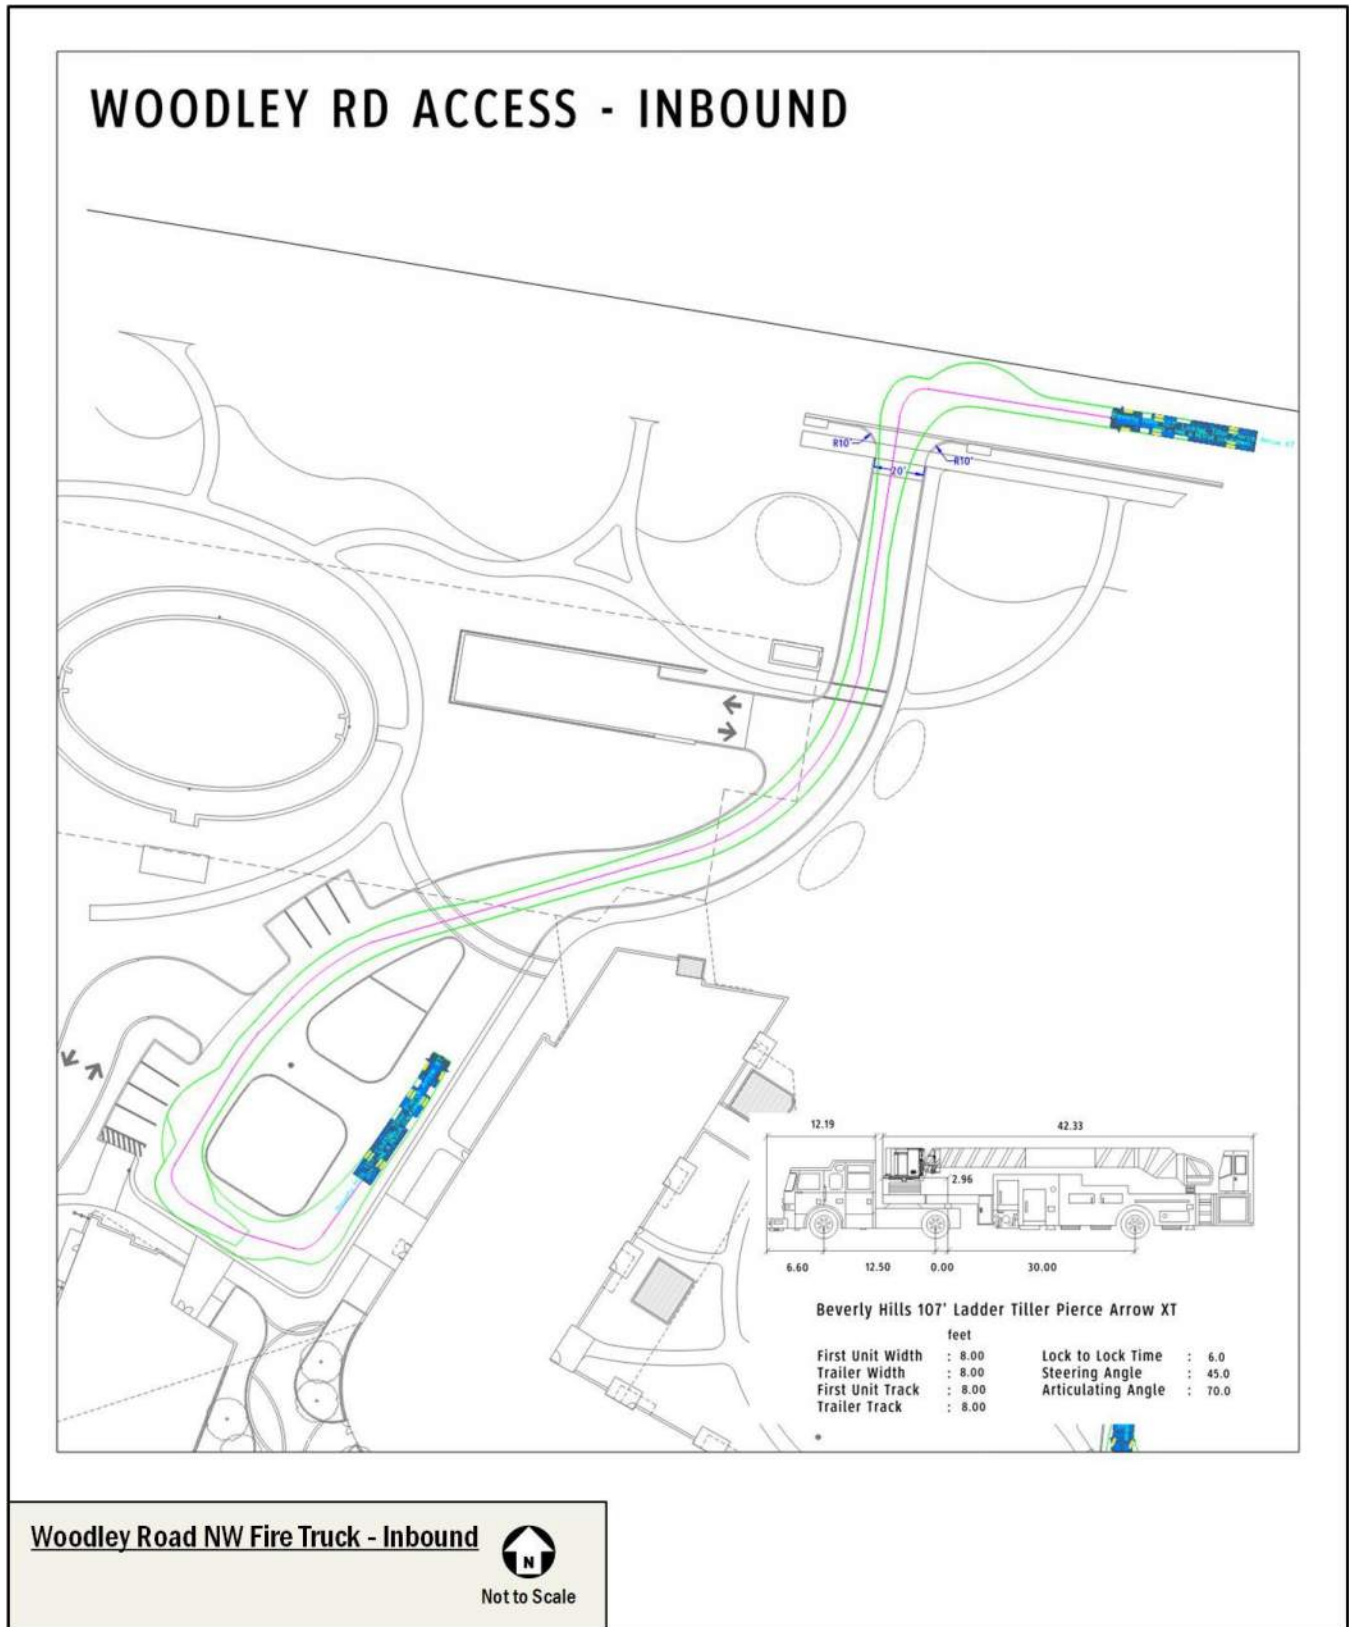 WOODLEY RD ACCESS - INBOUND
R10'
R10'
20'
12.19
42.33
2.96
6.60
12.50
0.00
30.00
Beverly Hills 107' Ladder Tiller Pierce Arrow XT
feet
First Unit Width : 8.00 Lock to Lock Time : 6.0
Trailer Width : 8.00 Steering Angle : 45.0
First Unit Track : 8.00 Articulating Angle : 70.0
Trailer Track : 8.00
Woodley Road NW Fire Truck - Inbound
N
Not to Scale